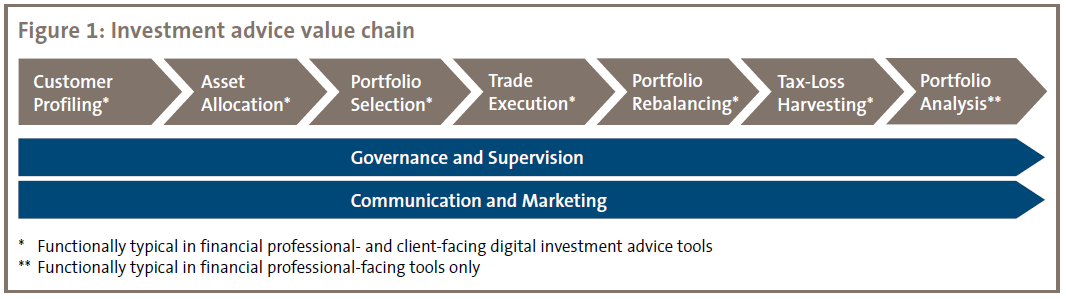 Figure 1: Investment advice value chain
Customer
Profiling*
Asset
Allocation*
Portfolio
Selection*
Trade
Execution*
Portfolio
Rebalancing*
Tax-Loss
Harvesting*
Portfolio
Analysis**
Governance and Supervision
Communication and Marketing
* Functionally typical in financial professional- and client-facing digital investment advice tools
** Functionally typical in financial professional-facing tools only